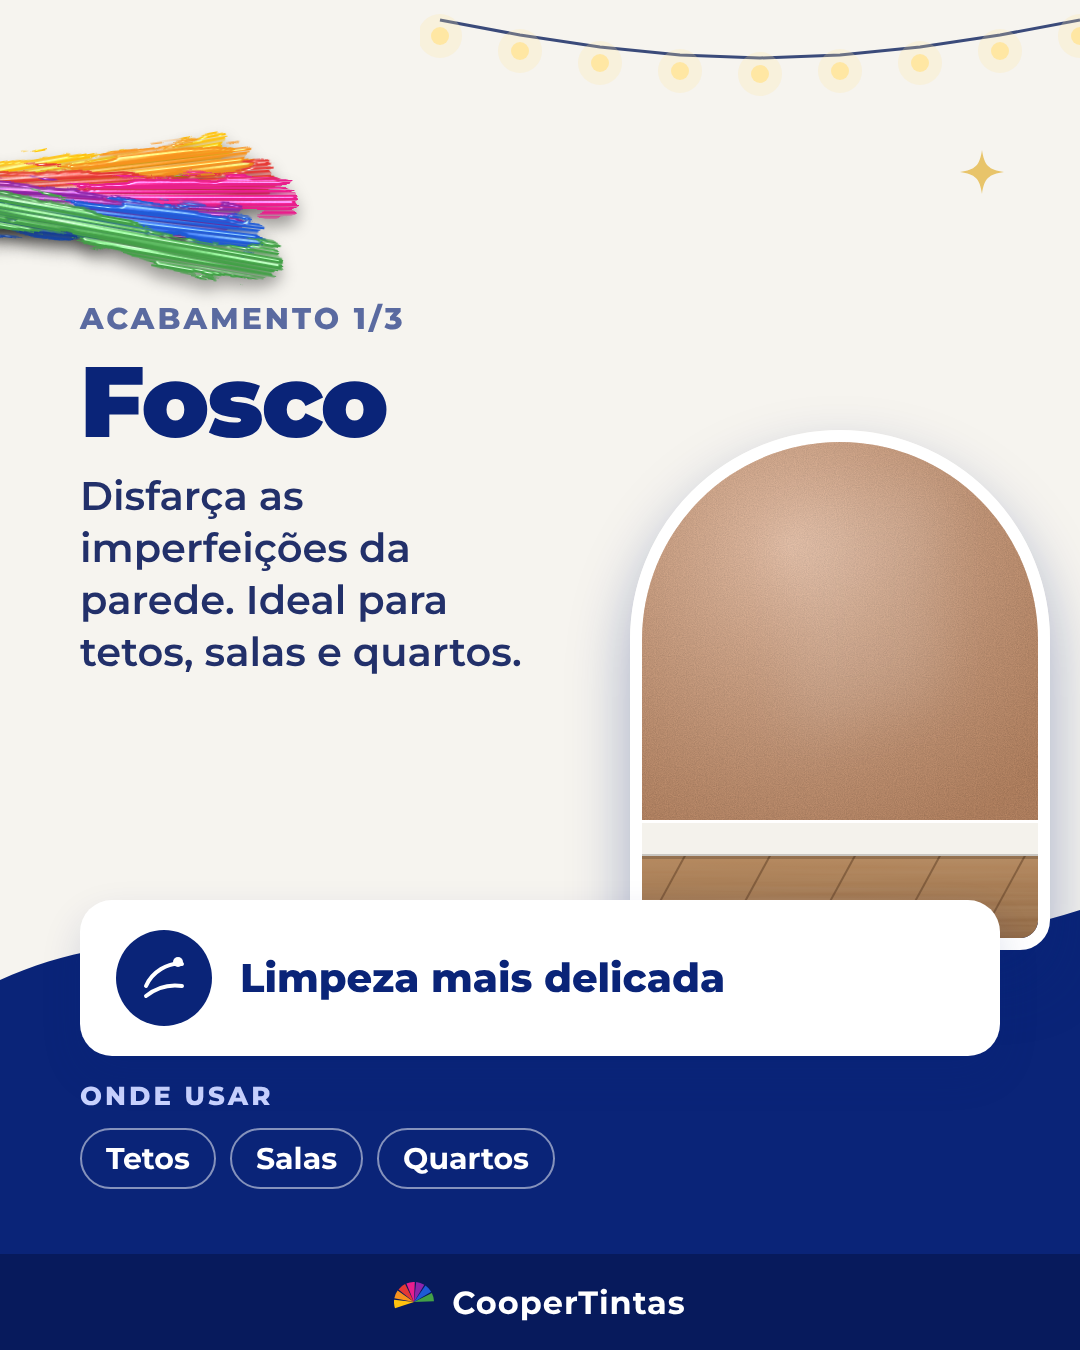 ACABAMENTO 1/3
Fosco
Disfarça as
imperfeições da
parede. Ideal para
tetos, salas e quartos.
Limpeza mais delicada
ONDE USAR
Tetos Salas Quartos
CooperTintas